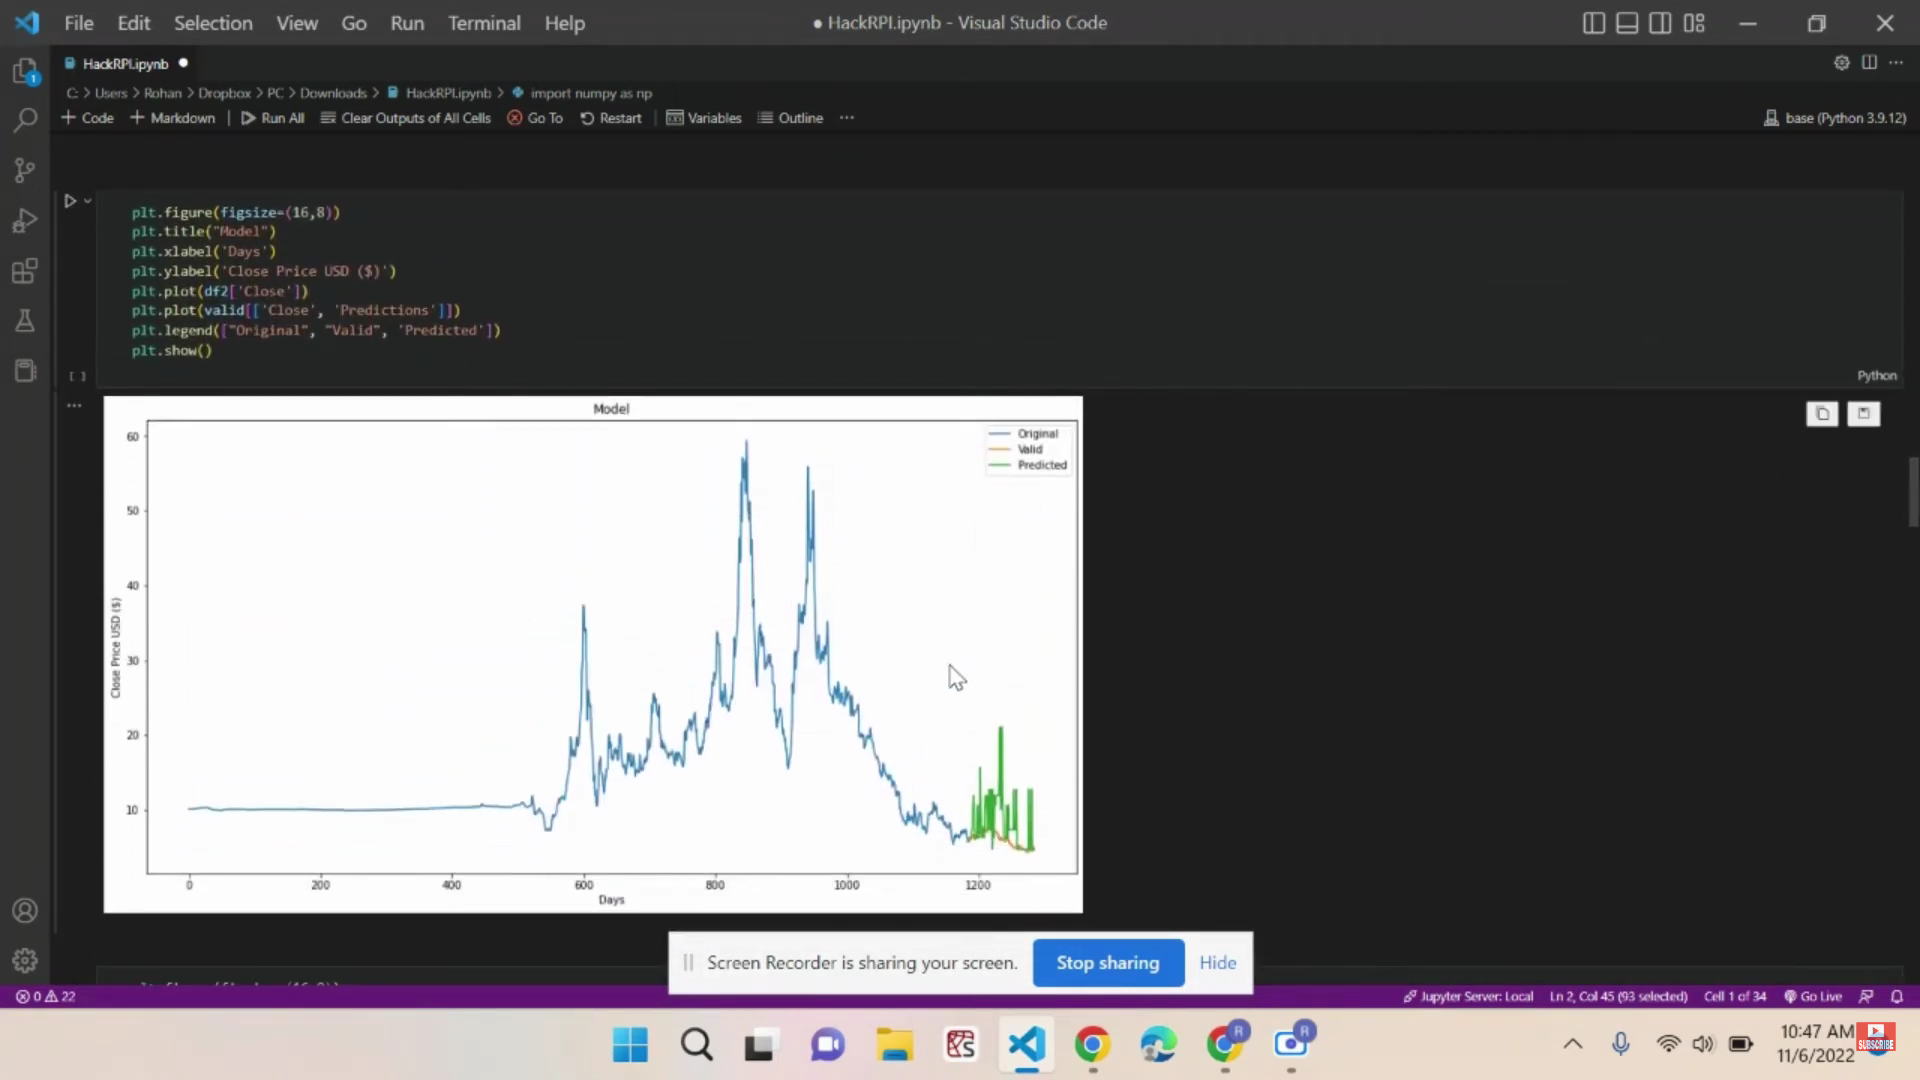 File Edit Selection View Go Run Terminal Help
● HackRPI.ipynb - Visual Studio Code
HackRPI.ipynb ●
C: > Users > Rohan > Dropbox > PC > Downloads > HackRPI.ipynb > import numpy as np
+ Code + Markdown | Run All Clear Outputs of All Cells Go To Restart | Variables Outline ···
base (Python 3.9.12)
1
plt.figure(figsize=(16,8))
plt.title("Model")
plt.xlabel('Days')
plt.ylabel('Close Price USD ($)')
plt.plot(df2['Close'])
plt.plot(valid[['Close', 'Predictions']])
plt.legend(["Original", "Valid", 'Predicted'])
plt.show()
[ ]
Python
Model
Original
Valid
Predicted
60
50
40
30
20
10
Close Price USD ($)
0 200 400 600 800 1000 1200
Days
Screen Recorder is sharing your screen. Stop sharing Hide
0 22
Jupyter Server: Local Ln 2, Col 45 (93 selected) Cell 1 of 34 Go Live
R
R
10:47 AM
11/6/2022
SUBSCRIBE